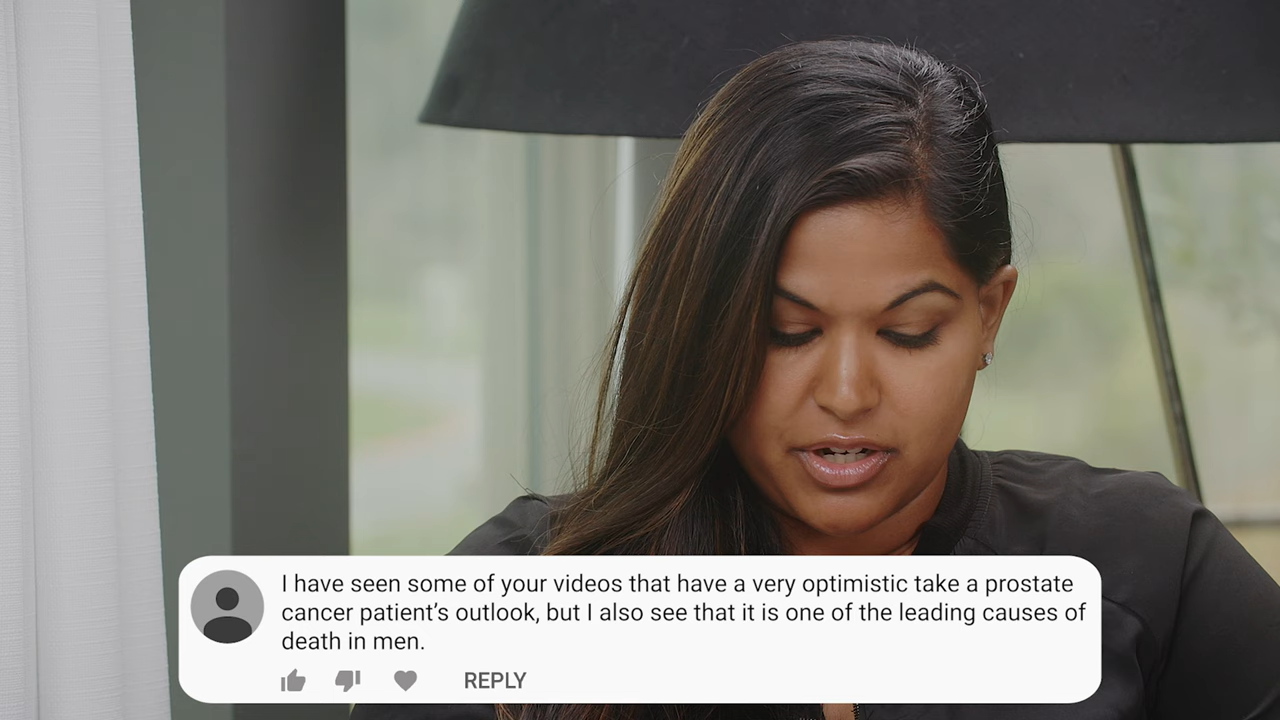 I have seen some of your videos that have a very optimistic take a prostate
cancer patient’s outlook, but I also see that it is one of the leading causes of
death in men.
REPLY